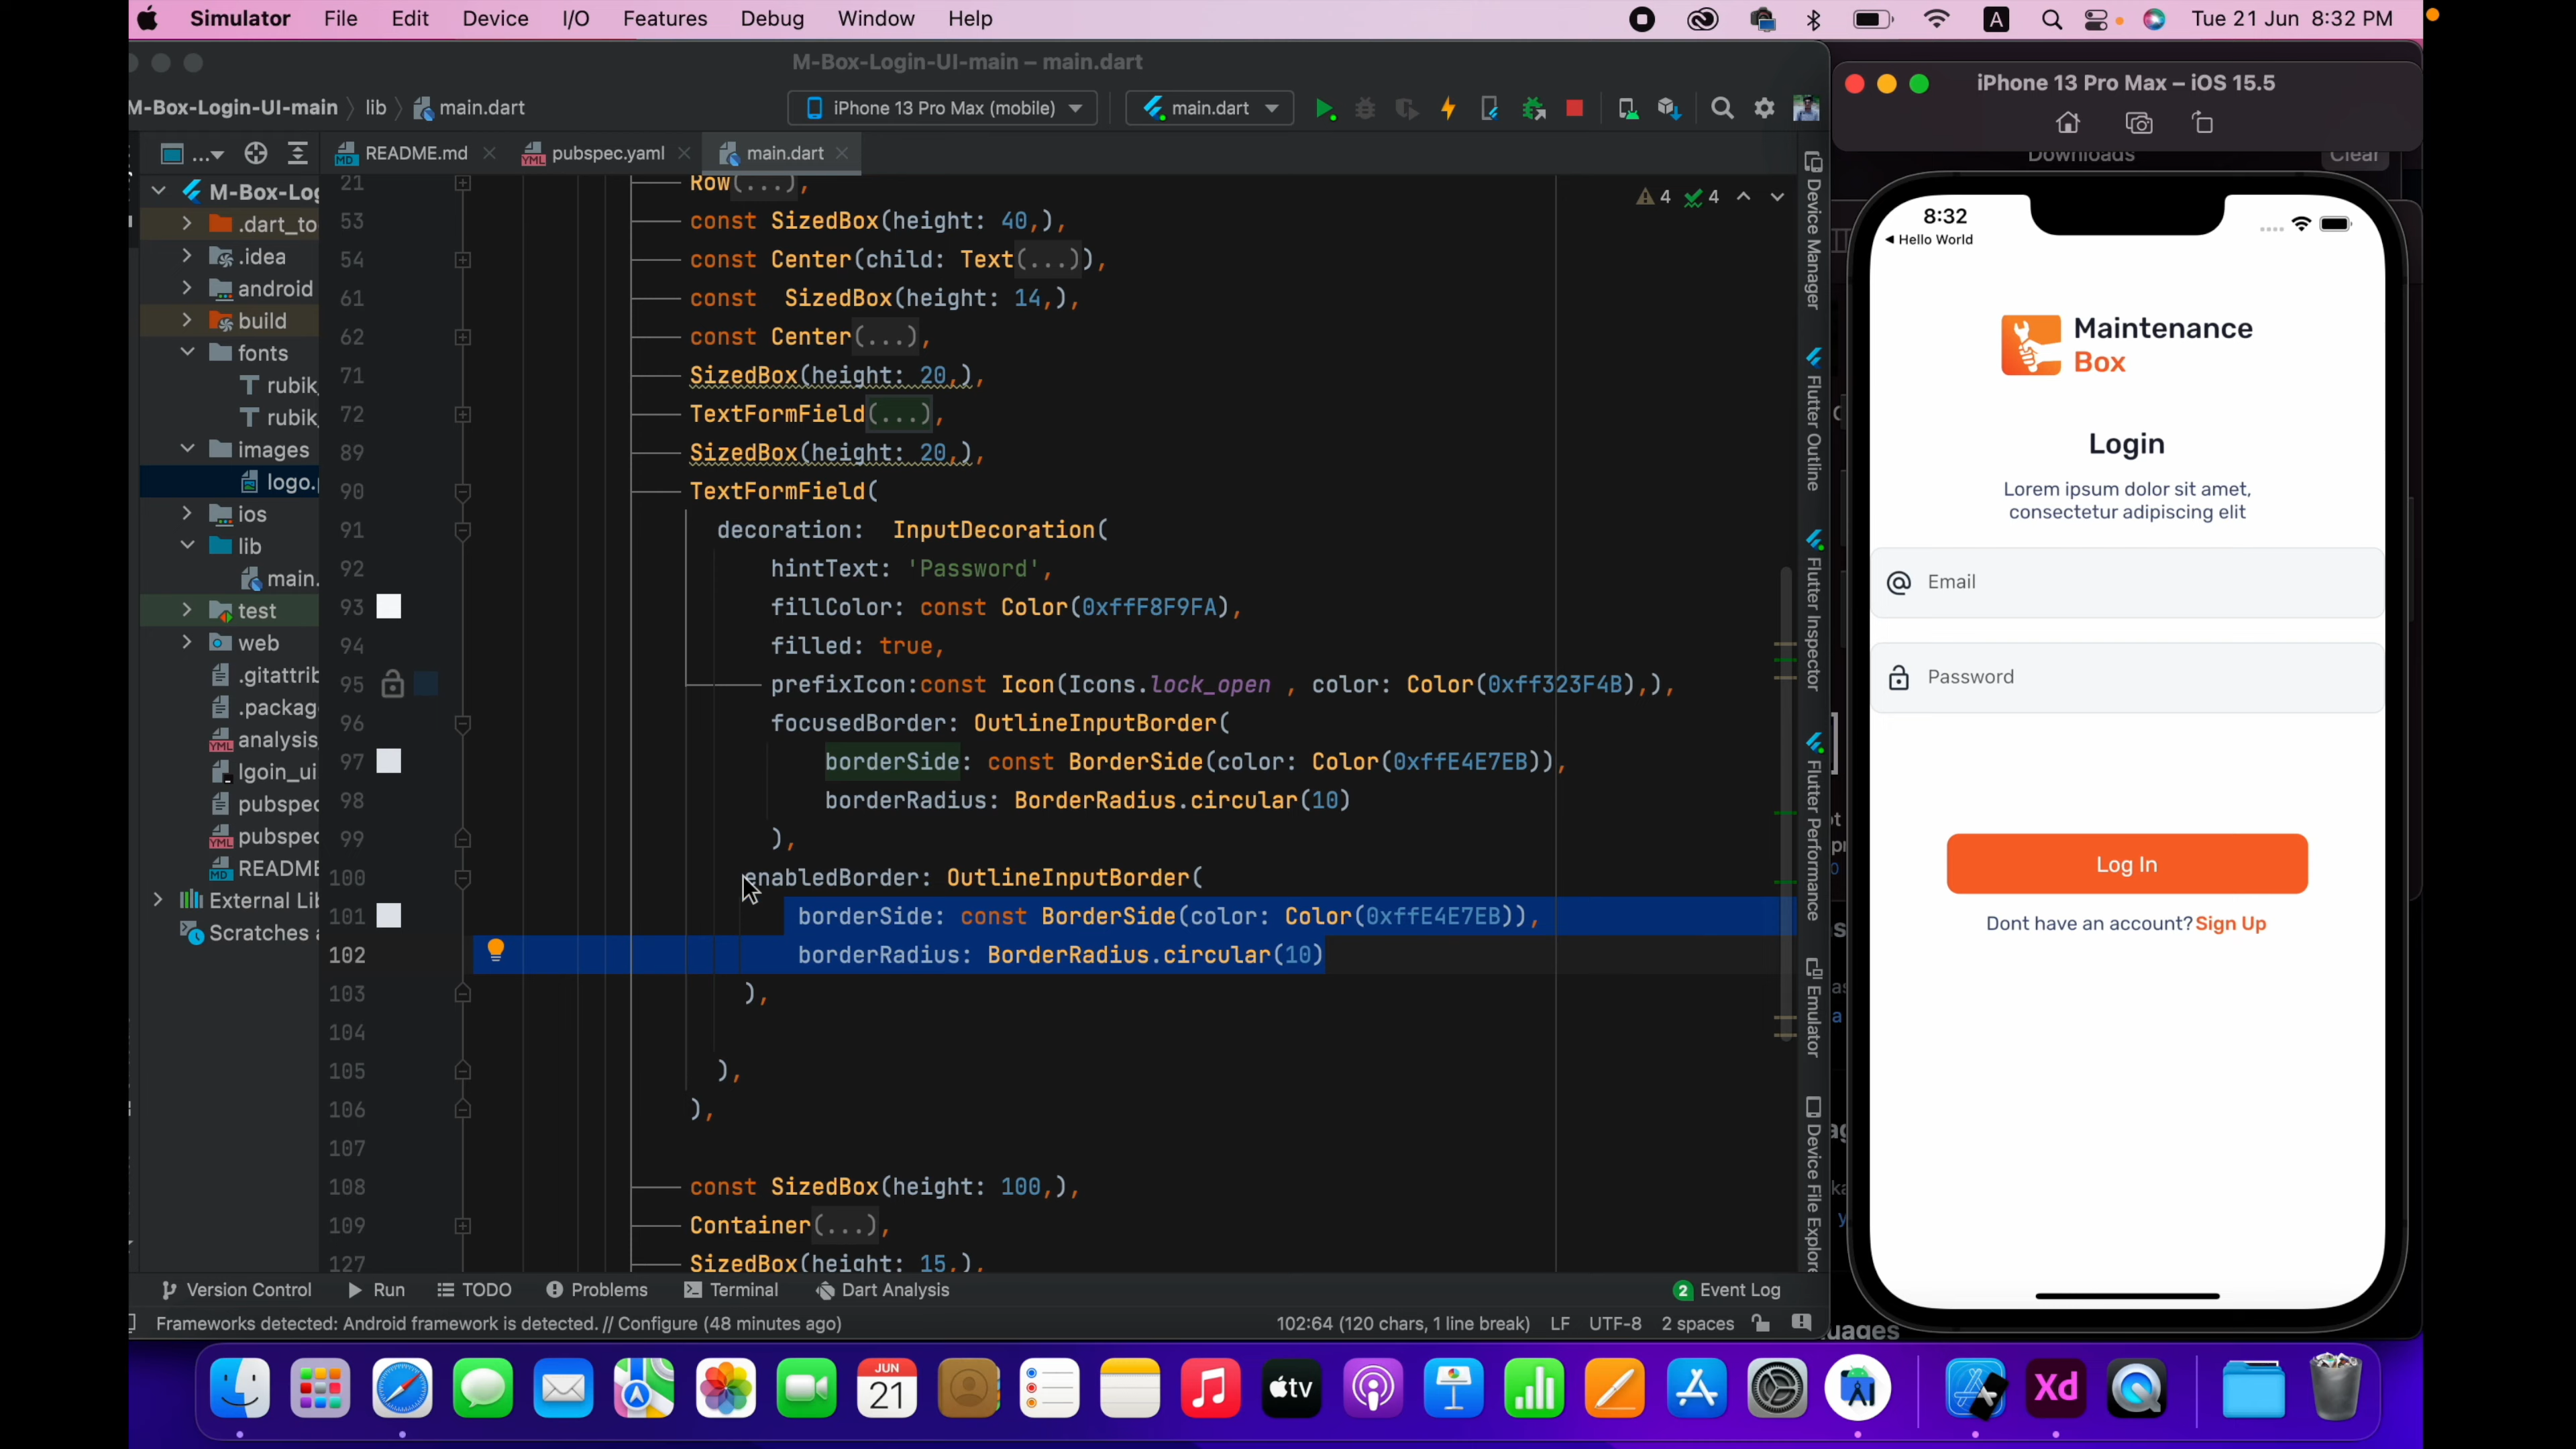 Simulator File Edit Device I/O Features Debug Window Help
A
Tue 21 Jun 8:32 PM
M-Box-Login-UI-main – main.dart
M-Box-Login-UI-main lib main.dart
iPhone 13 Pro Max (mobile)
main.dart
README.md
pubspec.yaml
main.dart
M-Box-Log
.dart_to
.idea
android
build
fonts
rubik
rubik
images
logo.p
ios
lib
main.
test
web
.gitattrib
.packag
analysis
lgoin_ui
pubspec
pubspec
README
External Lib
Scratches a
4 4
21 Row(...),
53 const SizedBox(height: 40,),
54 const Center(child: Text(...)),
61 const SizedBox(height: 14,),
62 const Center(...),
71 SizedBox(height: 20,),
72 TextFormField(...),
89 SizedBox(height: 20,),
90 TextFormField(
91 decoration: InputDecoration(
92 hintText: 'Password',
93 fillColor: const Color(0xffF8F9FA),
94 filled: true,
95 prefixIcon:const Icon(Icons.lock_open , color: Color(0xff323F4B),),
96 focusedBorder: OutlineInputBorder(
97 borderSide: const BorderSide(color: Color(0xffE4E7EB)),
98 borderRadius: BorderRadius.circular(10)
99 ),
100 enabledBorder: OutlineInputBorder(
101 borderSide: const BorderSide(color: Color(0xffE4E7EB)),
102 borderRadius: BorderRadius.circular(10)
103 ),
104
105 ),
106 ),
107
108 const SizedBox(height: 100,),
109 Container(...),
127 SizedBox(height: 15,),
Device Manager
Flutter Outline
Flutter Inspector
Flutter Performance
Emulator
Device File Explore
Version Control Run TODO Problems Terminal Dart Analysis
2 Event Log
Frameworks detected: Android framework is detected. // Configure (48 minutes ago)
102:64 (120 chars, 1 line break) LF UTF-8 2 spaces
iPhone 13 Pro Max – iOS 15.5
Downloads
Clear
8:32
Hello World
Maintenance
Box
Login
Lorem ipsum dolor sit amet,
consectetur adipiscing elit
Email
Password
Log In
Dont have an account? Sign Up
uages
JUN
21
tv
Xd